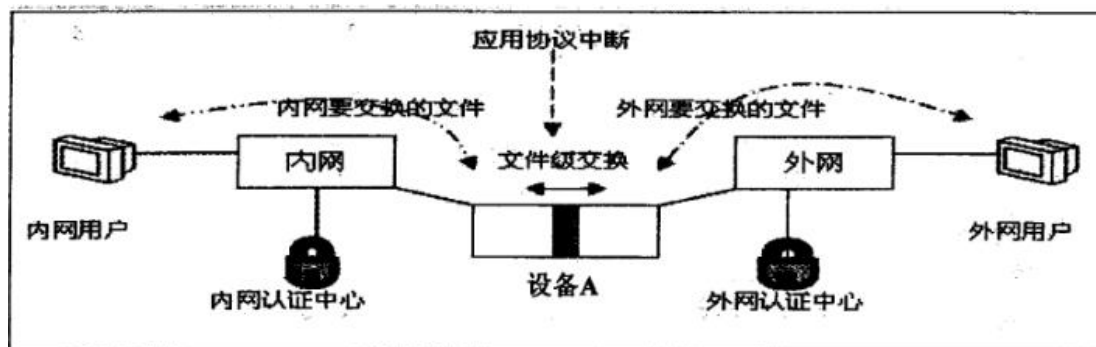 应用协议中断
内网要交换的文件
外网要交换的文件
内网
文件级交换
外网
内网用户
外网用户
设备A
内网认证中心
外网认证中心